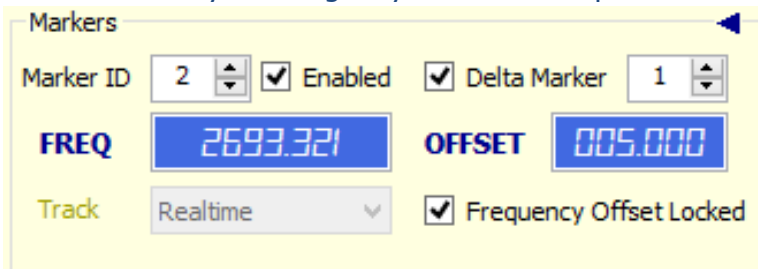 Markers
Marker ID 2 Enabled Delta Marker 1
FREQ 2693.321 OFFSET 005.000
Track Realtime Frequency Offset Locked